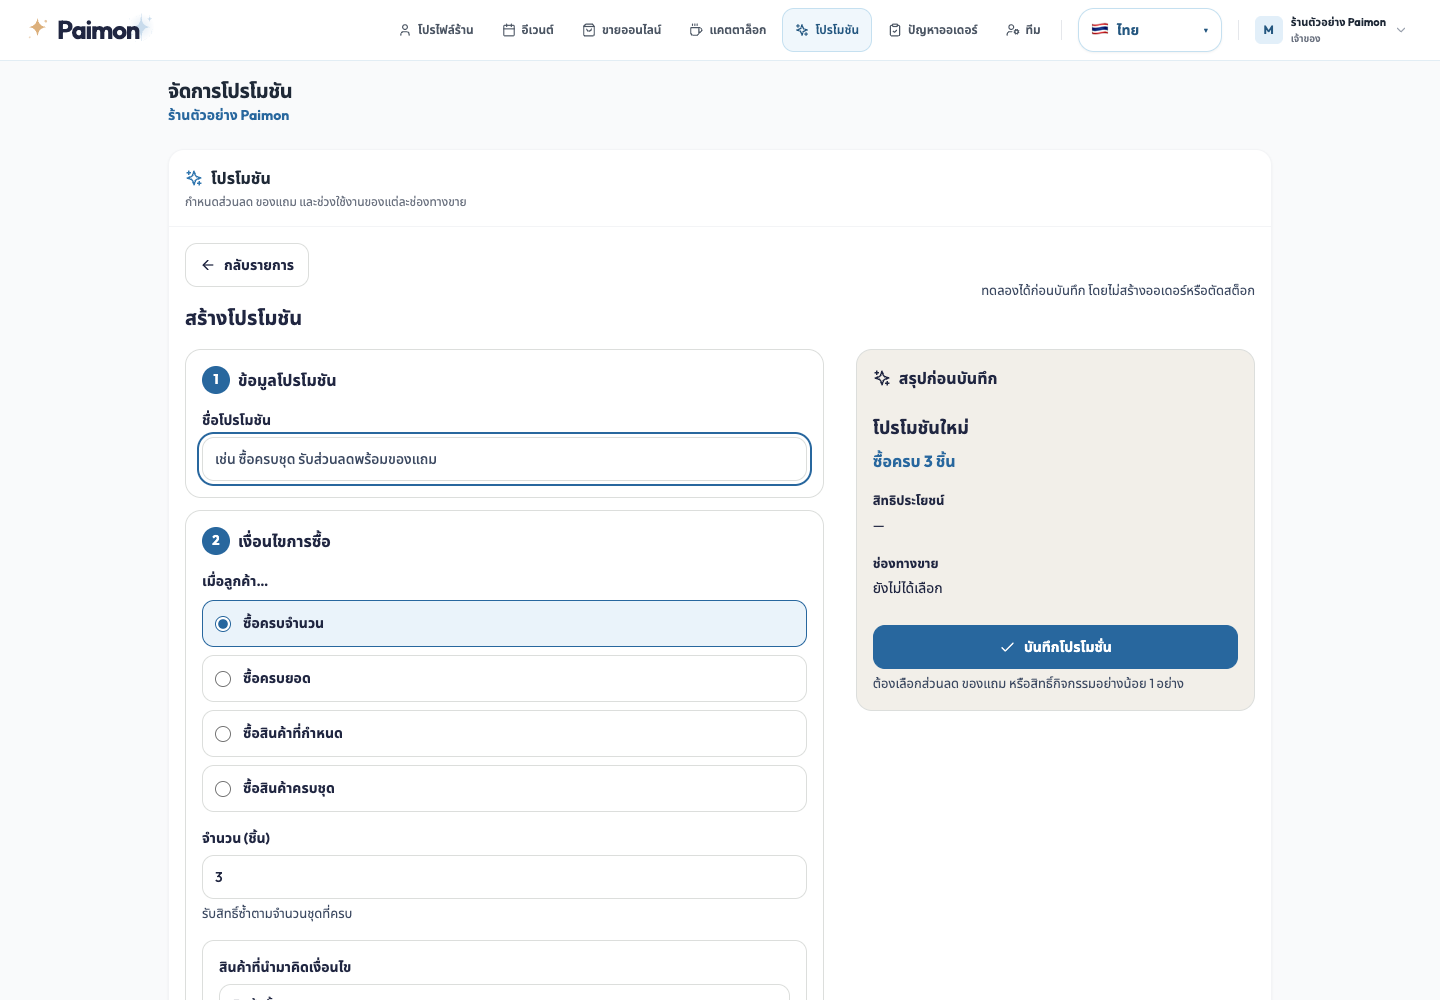 Paimon
โปรไฟล์ร้าน
อีเวนต์
ขายออนไลน์
แคตตาล็อก
โปรโมชัน
ปัญหาออเดอร์
ทีม
ไทย
M
ร้านตัวอย่าง Paimon
เจ้าของ
จัดการโปรโมชัน
ร้านตัวอย่าง Paimon
โปรโมชัน
กำหนดส่วนลด ของแถม และช่วงใช้งานของแต่ละช่องทางขาย
กลับรายการ
ทดลองได้ก่อนบันทึก โดยไม่สร้างออเดอร์หรือตัดสต็อก
สร้างโปรโมชัน
1 ข้อมูลโปรโมชัน
ชื่อโปรโมชัน
เช่น ซื้อครบชุด รับส่วนลดพร้อมของแถม
2 เงื่อนไขการซื้อ
เมื่อลูกค้า...
ซื้อครบจำนวน
ซื้อครบยอด
ซื้อสินค้าที่กำหนด
ซื้อสินค้าครบชุด
จำนวน (ชิ้น)
3
รับสิทธิ์ซ้ำตามจำนวนชุดที่ครบ
สินค้าที่นำมาคิดเงื่อนไข
สรุปก่อนบันทึก
โปรโมชันใหม่
ซื้อครบ 3 ชิ้น
สิทธิประโยชน์
—
ช่องทางขาย
ยังไม่ได้เลือก
บันทึกโปรโมชั่น
ต้องเลือกส่วนลด ของแถม หรือสิทธิ์กิจกรรมอย่างน้อย 1 อย่าง